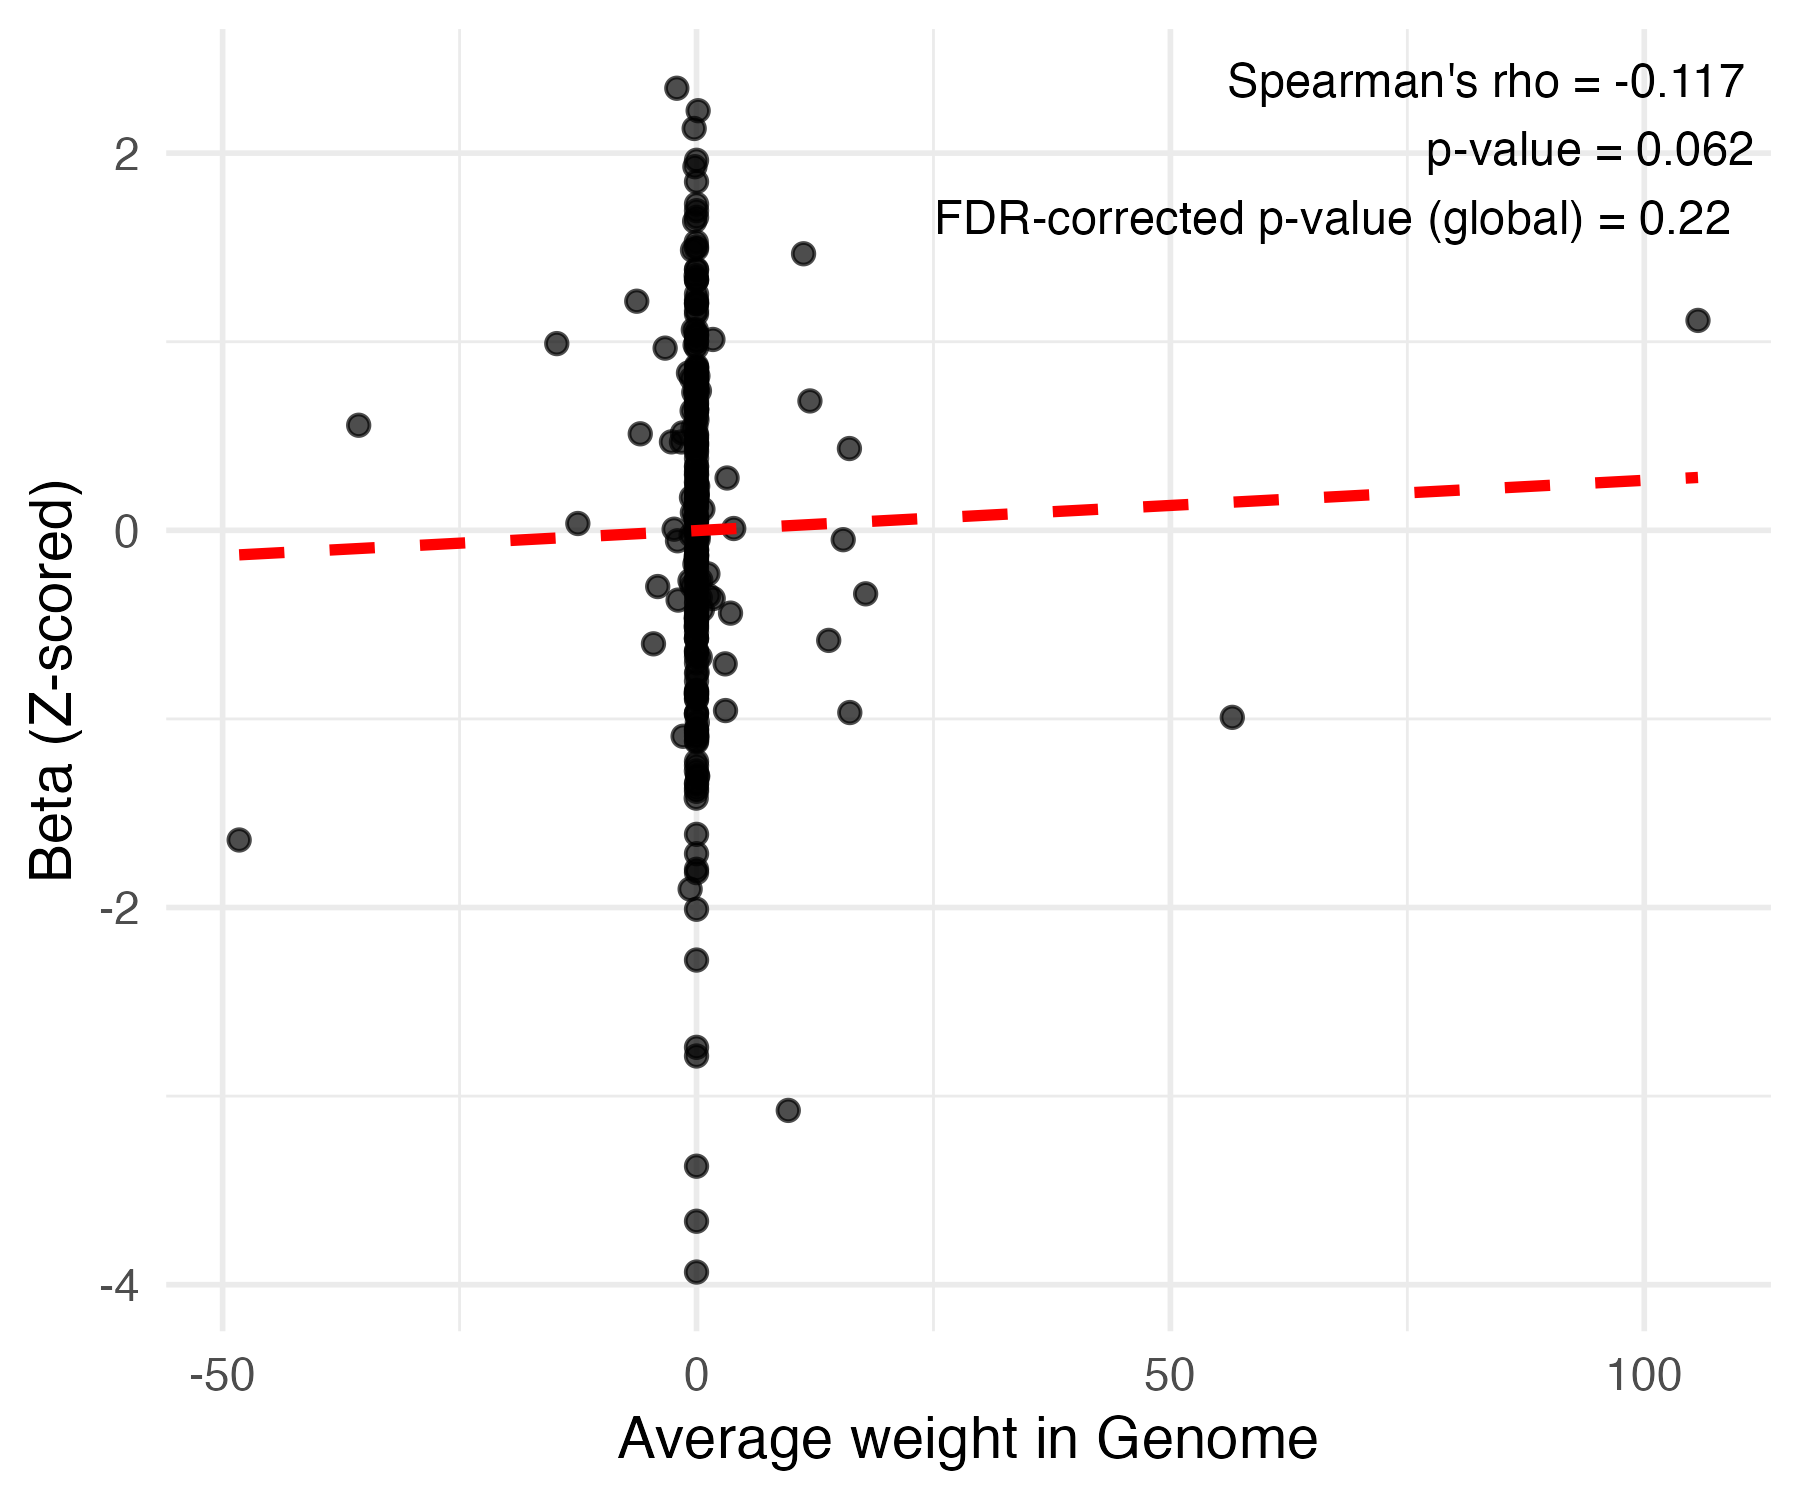 Spearman's rho = -0.117
p-value = 0.062
FDR-corrected p-value (global) = 0.22
2
0
-2
-4
Beta (Z-scored)
-50 0 50 100
Average weight in Genome